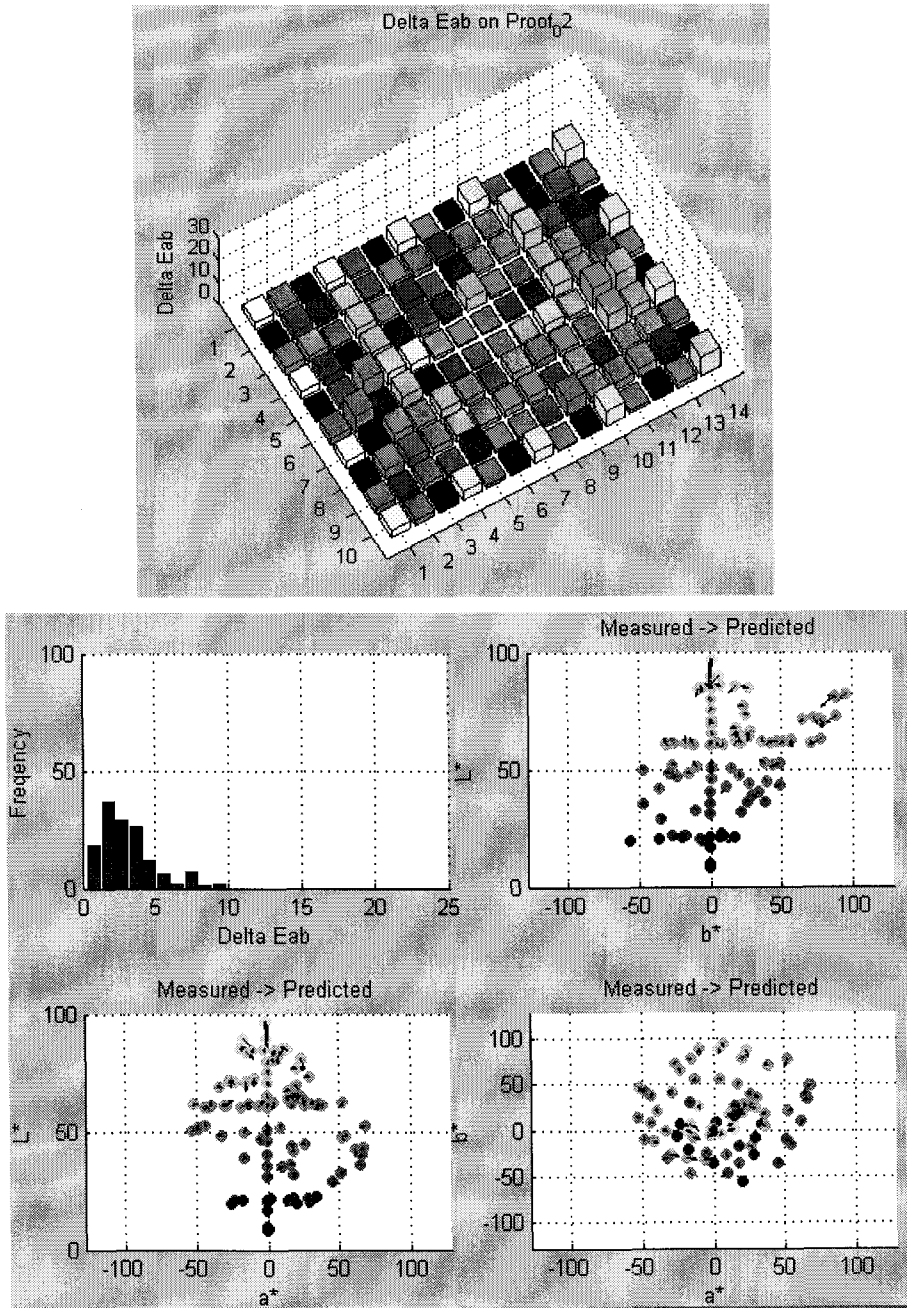 Delta Eab on Proof₀2
Delta Eab
30
20
10
0
1
2
3
4
5
6
7
8
9
10
1
2
3
4
5
6
7
8
9
10
11
12
13
14
Freqency
100
50
0
0 5 10 15 20 25
Delta Eab
Measured -> Predicted
L*
100
50
0
-100 -50 0 50 100
b*
Measured -> Predicted
L*
100
50
0
-100 -50 0 50 100
a*
Measured -> Predicted
b*
100
50
0
-50
-100
-100 -50 0 50 100
a*